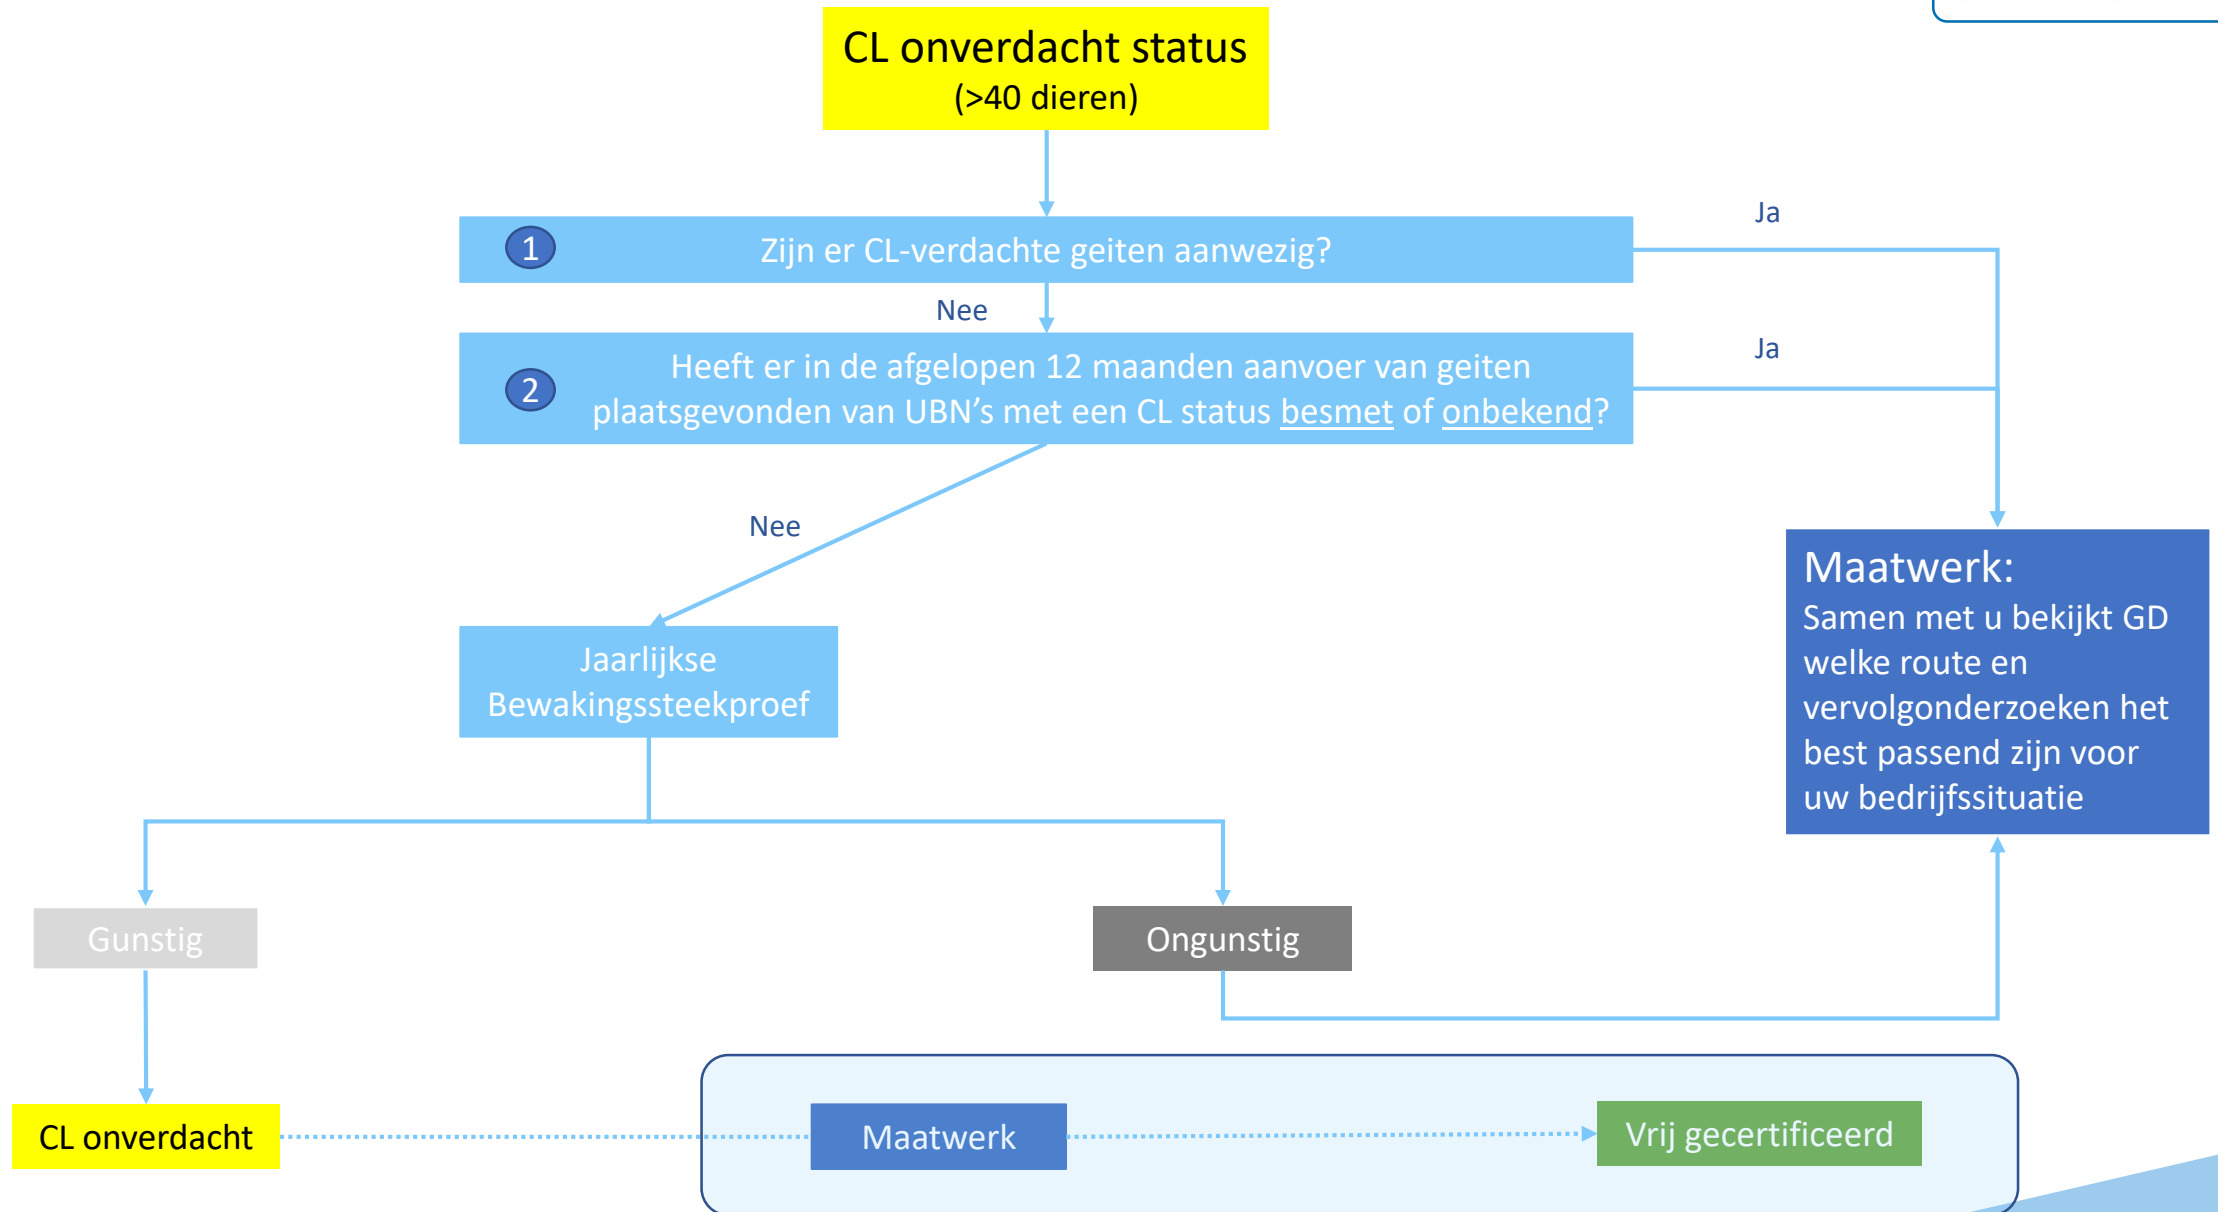 CL onverdacht status
(>40 dieren)
1
Zijn er CL-verdachte geiten aanwezig?
Ja
Nee
2
Heeft er in de afgelopen 12 maanden aanvoer van geiten
plaatsgevonden van UBN’s met een CL status besmet of onbekend?
Ja
Nee
Jaarlijkse
Bewakingssteekproef
Maatwerk:
Samen met u bekijkt GD
welke route en
vervolgonderzoeken het
best passend zijn voor
uw bedrijfssituatie
Gunstig
Ongunstig
CL onverdacht
Maatwerk
Vrij gecertificeerd